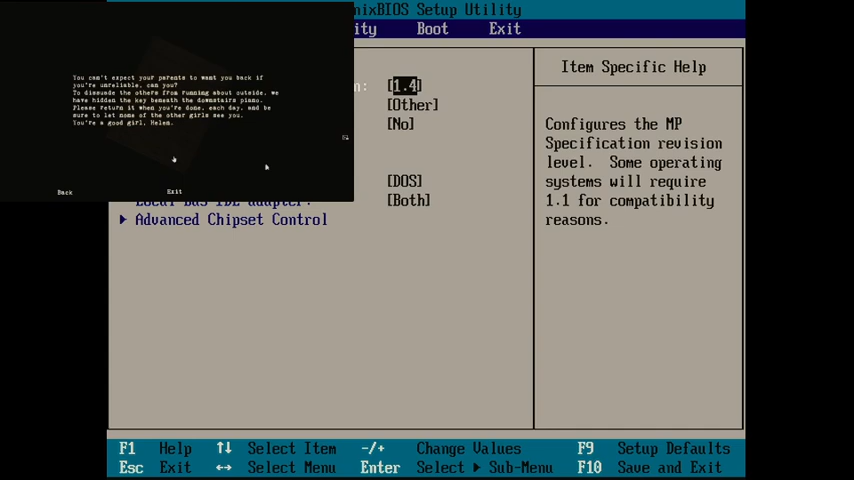 nixBIOS Setup Utility
ity Boot Exit
You can't expect your parents to want you back if
you're unreliable, can you?
To dissuade the others from running about outside, we
have hidden the key beneath the downstairs piano.
Please return it when you're done, each day, and be
sure to let none of the other girls see you.
You're a good girl, Helen.
Back Exit
[1.4]
[Other]
[No]
[DOS]
Local Bus IDE adapter: [Both]
▶ Advanced Chipset Control
Item Specific Help
Configures the MP
Specification revision
level. Some operating
systems will require
1.1 for compatibility
reasons.
F1 Help ↑↓ Select Item -/+ Change Values F9 Setup Defaults
Esc Exit ↔ Select Menu Enter Select ▶ Sub-Menu F10 Save and Exit